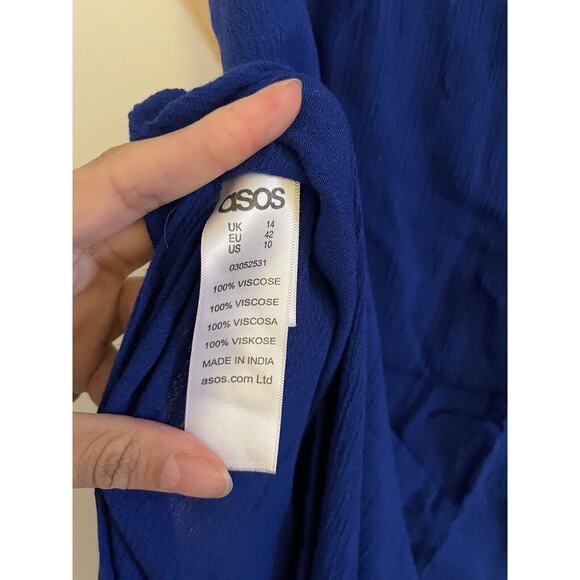 asos
UK 14
EU 42
US 10
03052531
100% VISCOSE
100% VISCOSE
100% VISCOSA
100% VISKOSE
MADE IN INDIA
asos.com Ltd